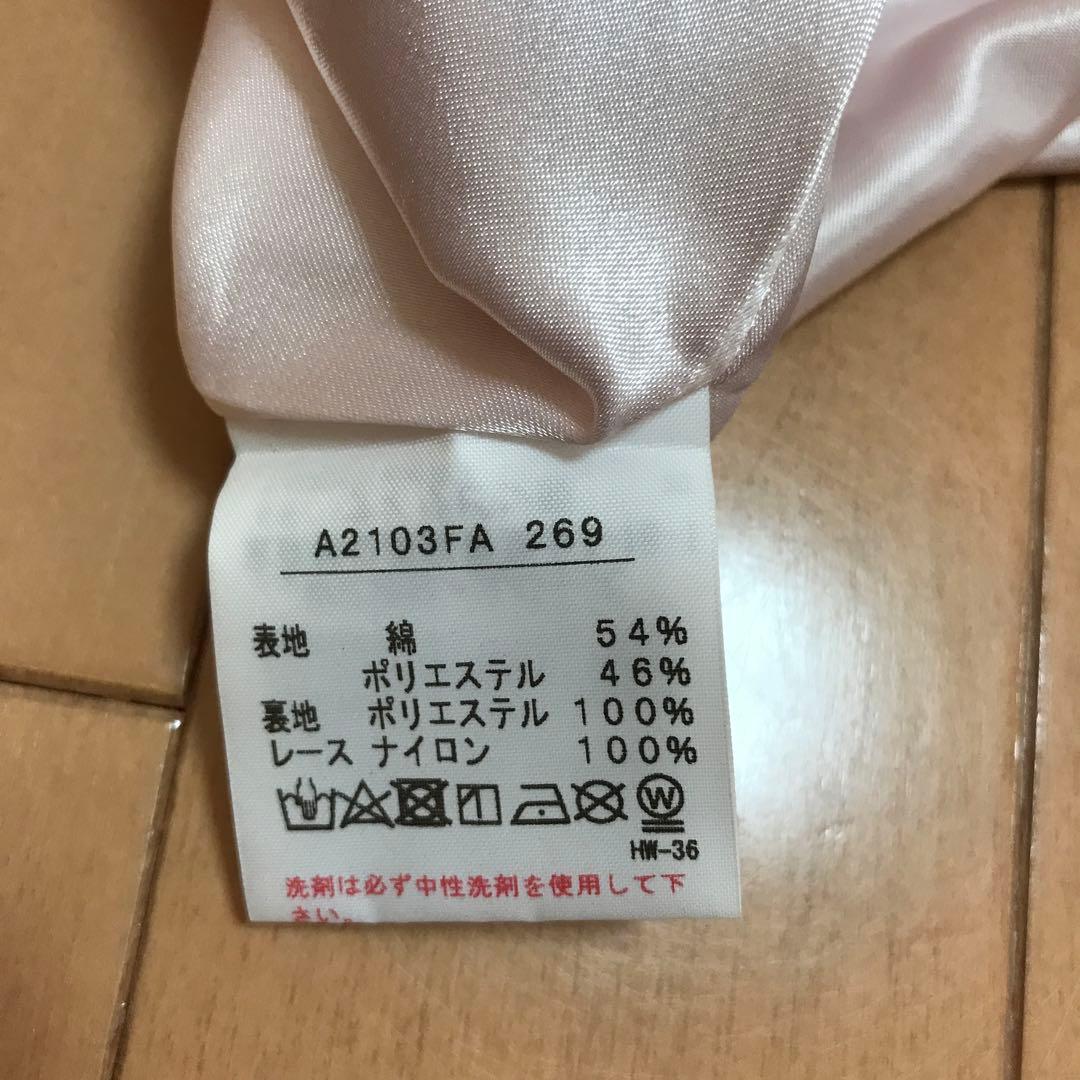 A2103FA 269
表地 綿 54%
ポリエステル 46%
裏地 ポリエステル 100%
レース ナイロン 100%
W
HW-36
洗剤は必ず中性洗剤を使用して下
さい。